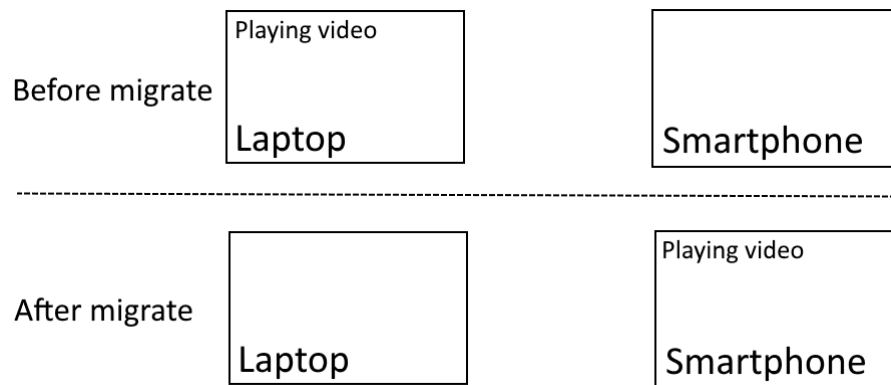 Playing video
Before migrate
Laptop
Smartphone
Playing video
After migrate
Laptop
Smartphone